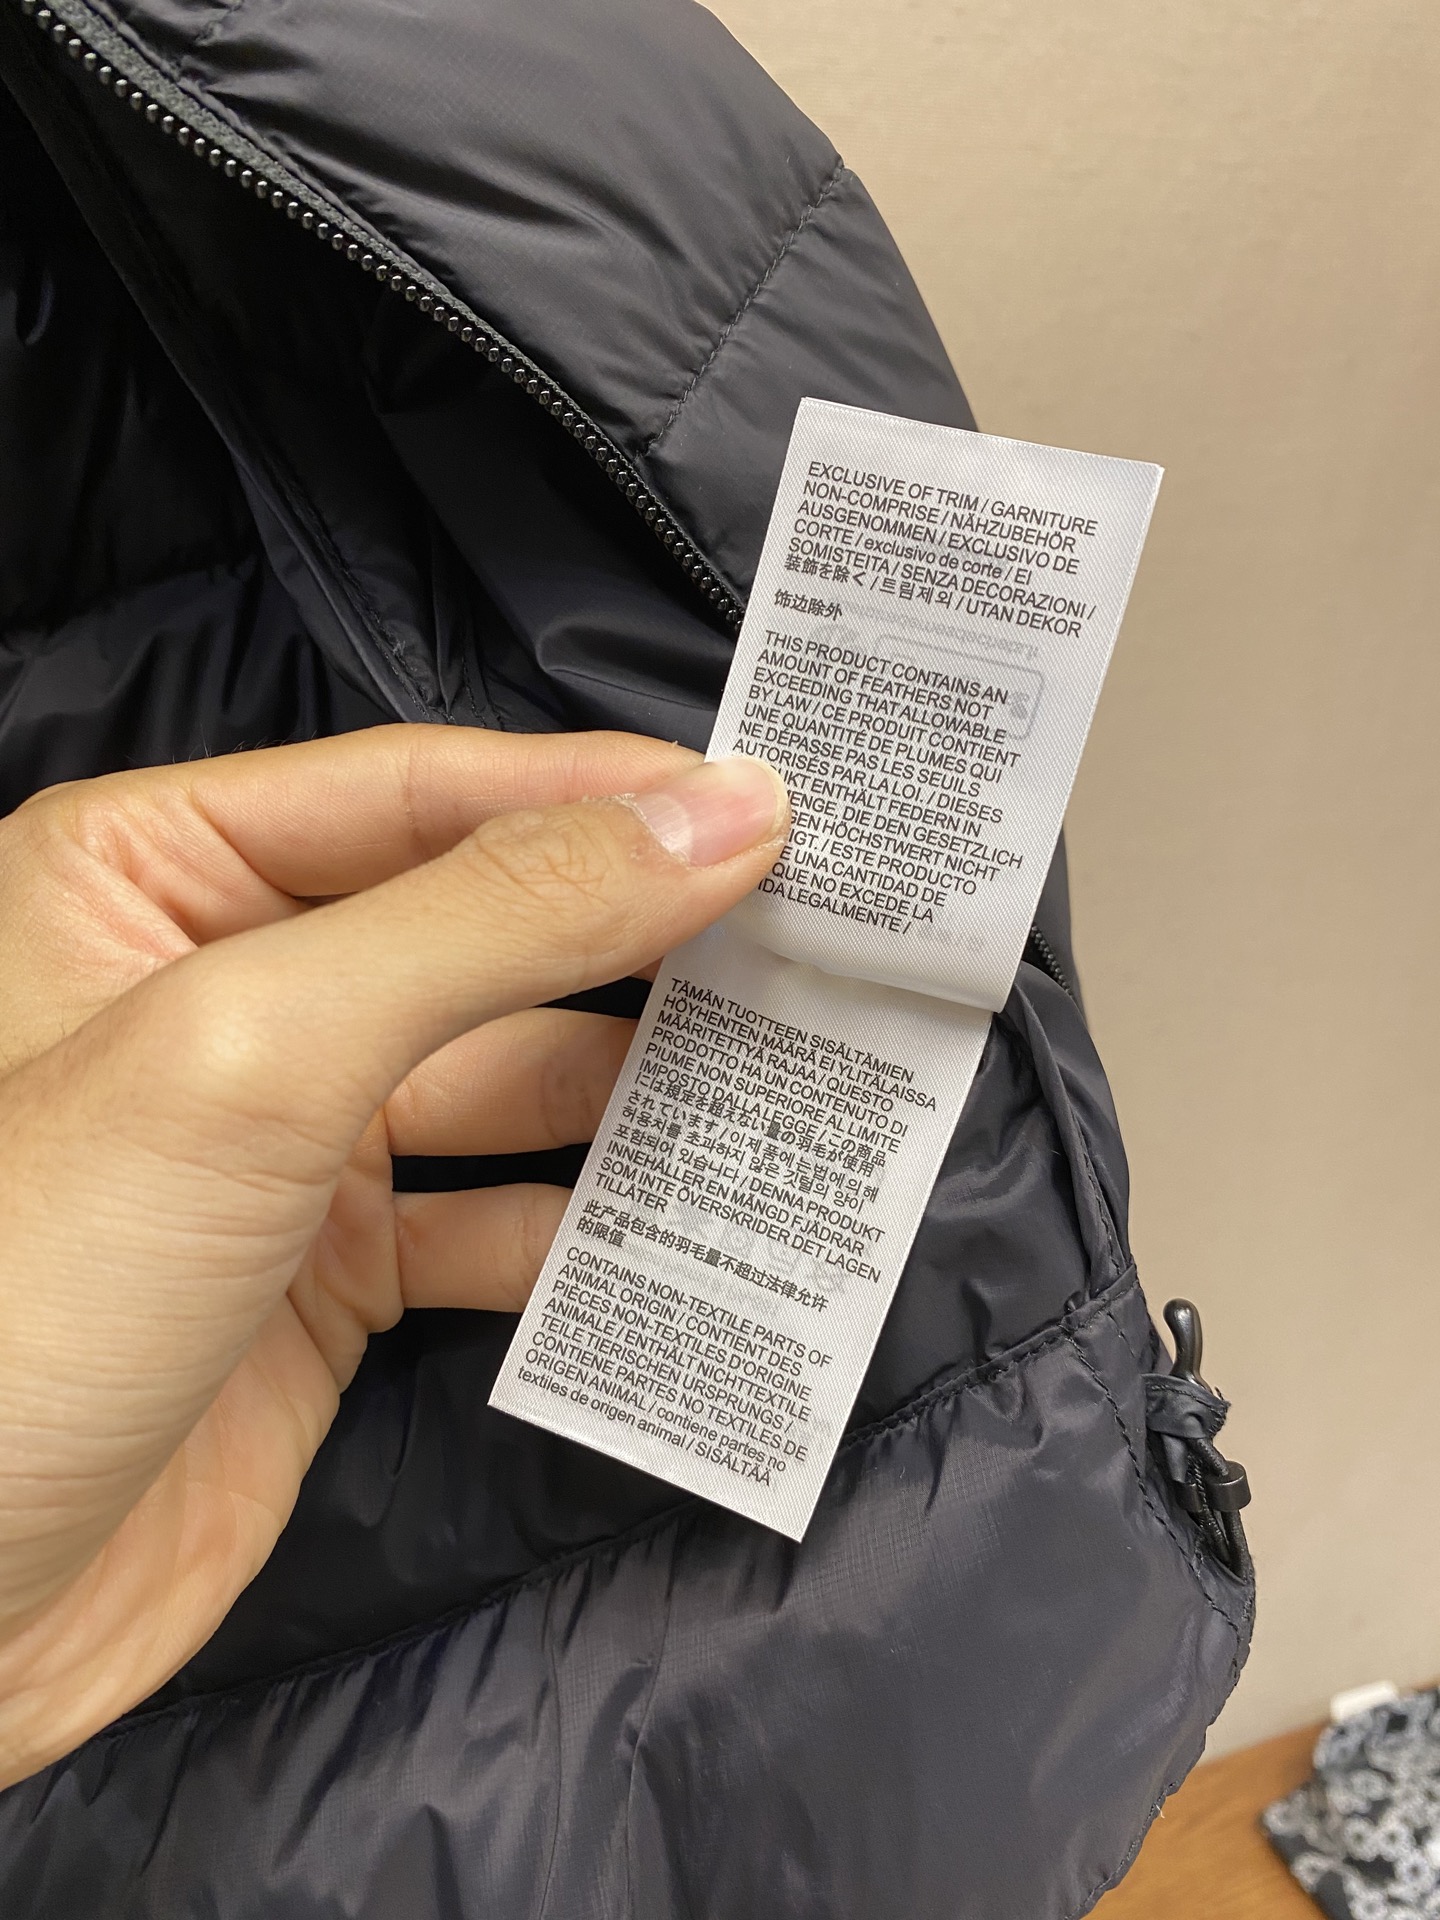 EXCLUSIVE OF TRIM / GARNITURE
NON-COMPRISE / NÄHZUBEHÖR
AUSGENOMMEN / EXCLUSIVO DE
CORTE / exclusivo de corte / EI
SOMISTEITA / SENZA DECORAZIONI /
装飾を除く / 트림 제외 / UTAN DEKOR
饰边除外
THIS PRODUCT CONTAINS AN
AMOUNT OF FEATHERS NOT
EXCEEDING THAT ALLOWABLE
BY LAW / CE PRODUIT CONTIENT
UNE QUANTITÉ DE PLUMES QUI
NE DÉPASSE PAS LES SEUILS
AUTORISÉS PAR LA LOI. / DIESES
ENTHÄLT FEDERN IN
DIE DEN GESETZLICH
HÖCHSTWERT NICHT
/ ESTE PRODUCTO
UNA CANTIDAD DE
QUE NO EXCEDE LA
LEGALMENTE /
TÄMÄN TUOTTEEN SISÄLTÄMIEN
HÖYHENTEN MÄÄRÄ EI YLITÄLAISSA
MÄÄRITETTYÄ RAJAA / QUESTO
PRODOTTO HA UN CONTENUTO DI
PIUME NON SUPERIORE AL LIMITE
IMPOSTO DALLA LEGGE / この商品
には規定を超えない量の羽毛が使用
されています / 이 제품에는 법에 의해
허용치를 초과하지 않은 깃털의 양이
포함되어 있습니다 / DENNA PRODUKT
INNEHÅLLER EN MÄNGD FJÄDRAR
SOM INTE ÖVERSKRIDER DET LAGEN
TILLÅTER
此产品包含的羽毛量不超过法律允许
的限值
CONTAINS NON-TEXTILE PARTS OF
ANIMAL ORIGIN / CONTIENT DES
PIÈCES NON-TEXTILES D'ORIGINE
ANIMALE / ENTHÄLT NICHTTEXTILE
TEILE TIERISCHEN URSPRUNGS /
CONTIENE PARTES NO TEXTILES DE
ORIGEN ANIMAL / contiene partes no
textiles de origen animal / SISÄLTÄÄ